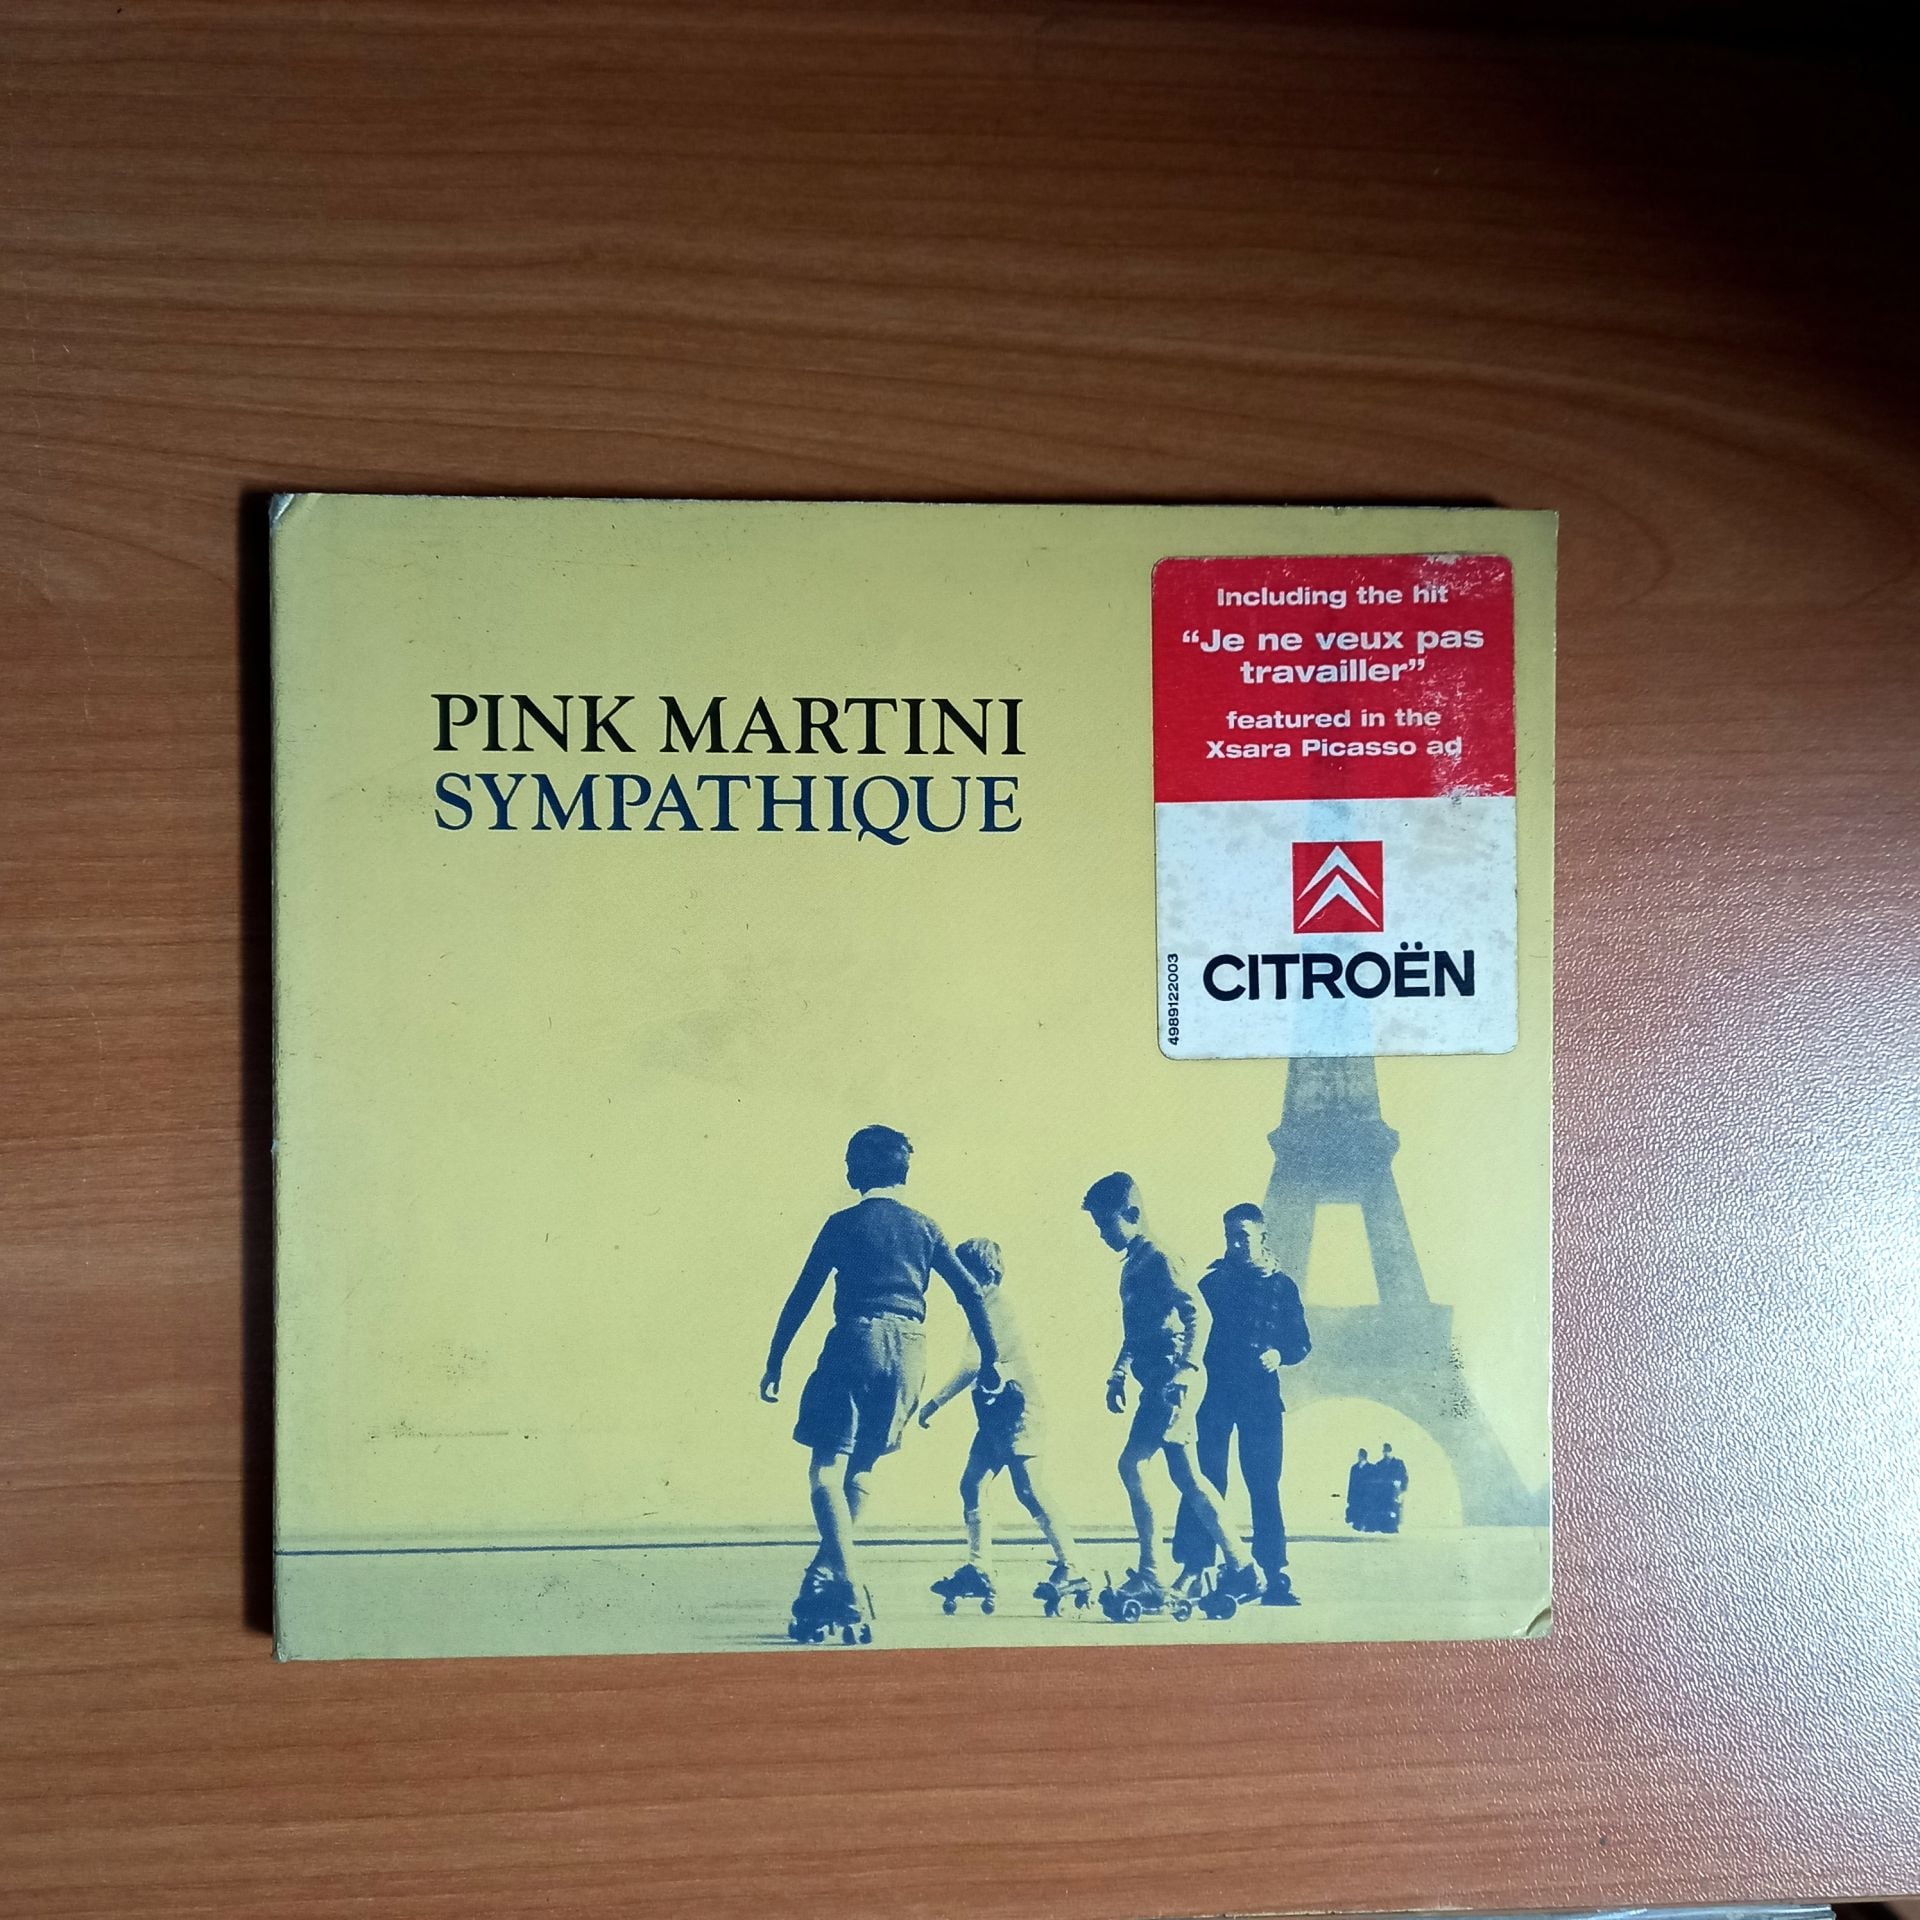 PINK MARTINI
SYMPATHIQUE
Including the hit
“Je ne veux pas
travailler”
featured in the
Xsara Picasso ad
CITROËN
4989122003